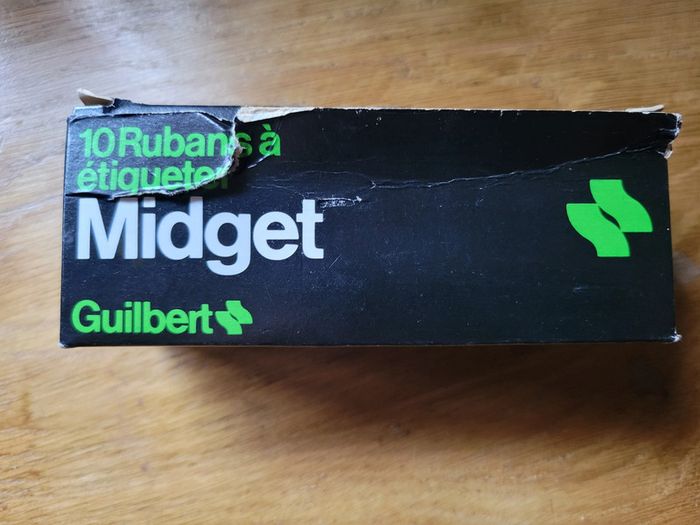 10 Rubans à
étiqueter
Midget
Guilbert